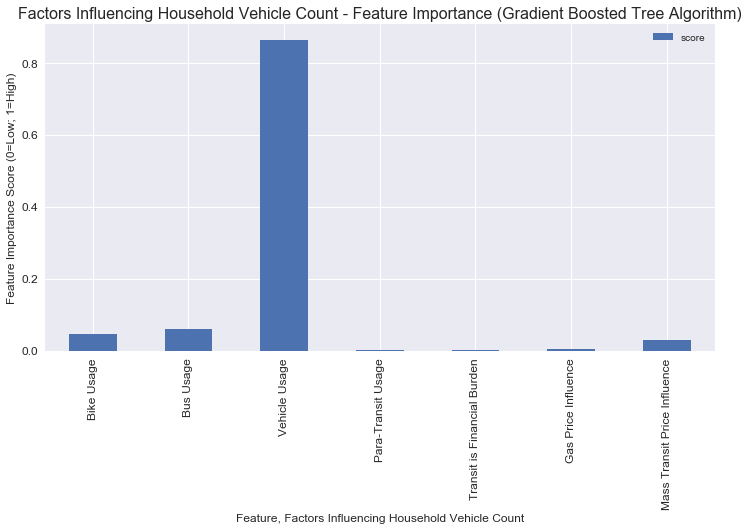 Factors Influencing Household Vehicle Count - Feature Importance (Gradient Boosted Tree Algorithm)
score
Feature Importance Score (0=Low; 1=High)
0.8
0.6
0.4
0.2
0.0
Bike Usage
Bus Usage
Vehicle Usage
Para-Transit Usage
Transit is Financial Burden
Gas Price Influence
Mass Transit Price Influence
Feature, Factors Influencing Household Vehicle Count